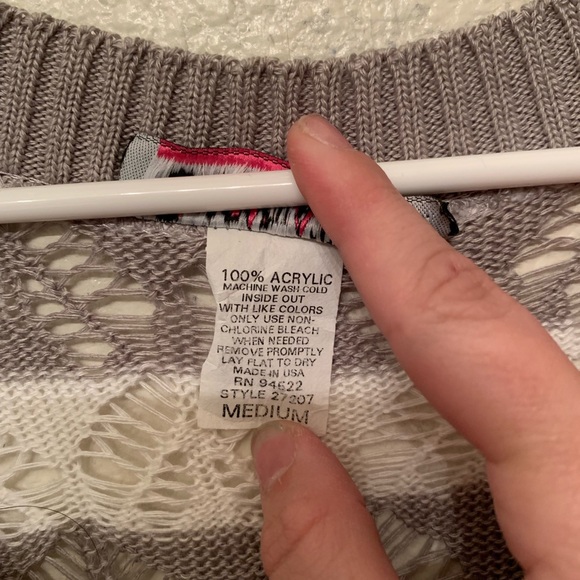 100% ACRYLIC
MACHINE WASH COLD
INSIDE OUT
WITH LIKE COLORS
ONLY USE NON-
CHLORINE BLEACH
WHEN NEEDED
REMOVE PROMPTLY
LAY FLAT TO DRY
MADE IN USA
RN 94622
STYLE 27207
MEDIUM